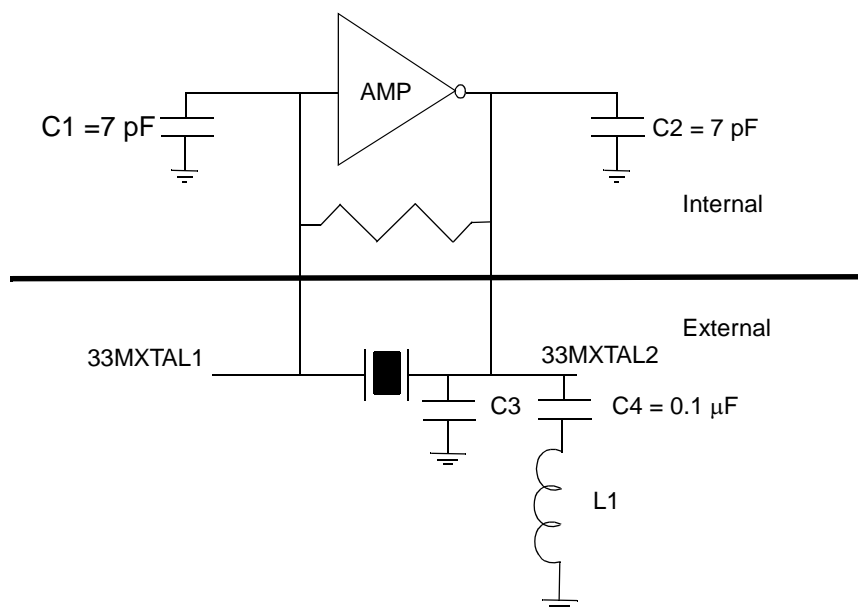 AMP
C1 =7 pF
C2 = 7 pF
Internal
External
33MXTAL1
33MXTAL2
C3
C4 = 0.1 μF
L1